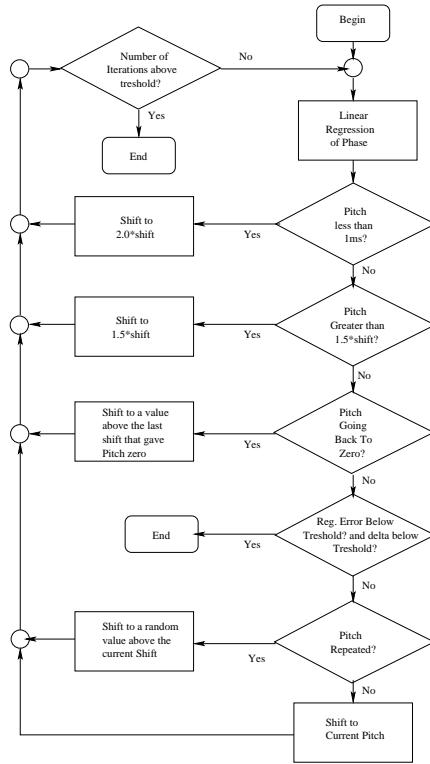 Begin
Number of
Iterations above
treshold?
No
Yes
End
Linear
Regression
of Phase
Pitch
less than
1ms?
Yes
Shift to
2.0*shift
No
Pitch
Greater than
1.5*shift?
Yes
Shift to
1.5*shift
No
Pitch
Going
Back To
Zero?
Yes
Shift to a value
above the last
shift that gave
Pitch zero
No
Reg. Error Below
Treshold? and delta below
Treshold?
Yes
End
No
Pitch
Repeated?
Yes
Shift to a random
value above the
current Shift
No
Shift to
Current Pitch